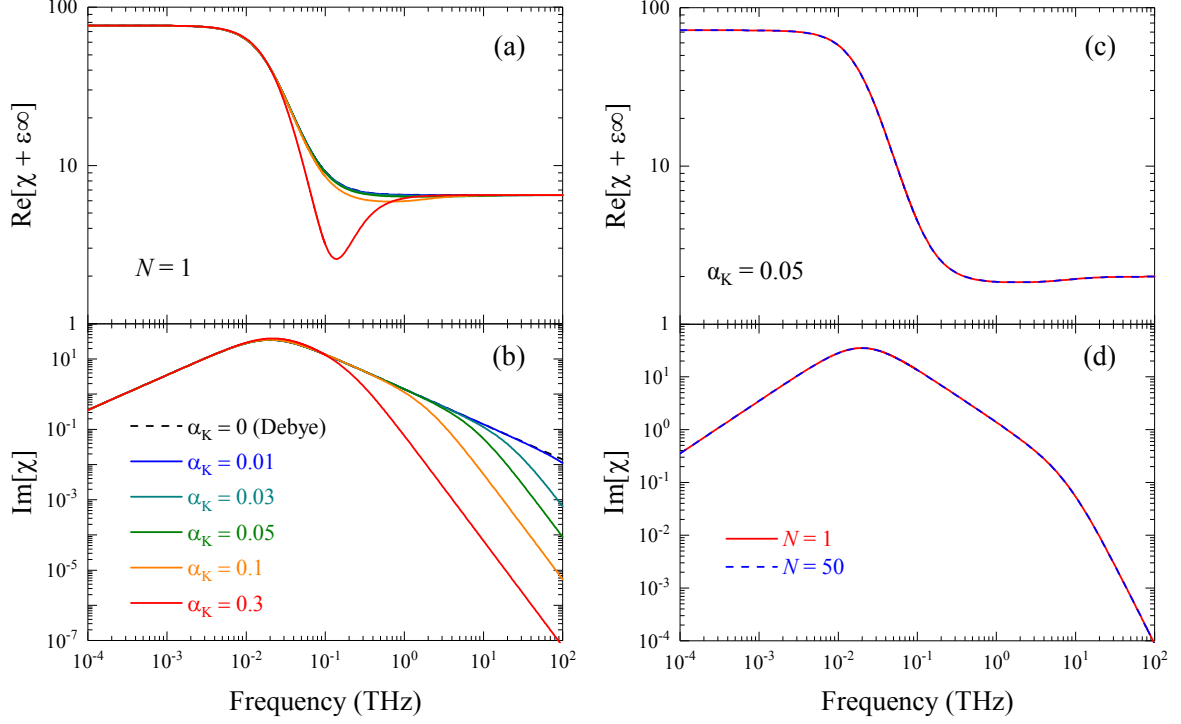 100
10
1
Re[χ + ε∞]
(a)
N = 1
10¹
10⁻¹
10⁻³
10⁻⁵
10⁻⁷
Im[χ]
(b)
α_K = 0 (Debye)
α_K = 0.01
α_K = 0.03
α_K = 0.05
α_K = 0.1
α_K = 0.3
10⁻⁴ 10⁻³ 10⁻² 10⁻¹ 10⁰ 10¹ 10²
Frequency (THz)
100
10
1
Re[χ + ε∞]
(c)
α_K = 0.05
10¹
10⁰
10⁻¹
10⁻²
10⁻³
10⁻⁴
Im[χ]
(d)
N = 1
N = 50
10⁻⁴ 10⁻³ 10⁻² 10⁻¹ 10⁰ 10¹ 10²
Frequency (THz)